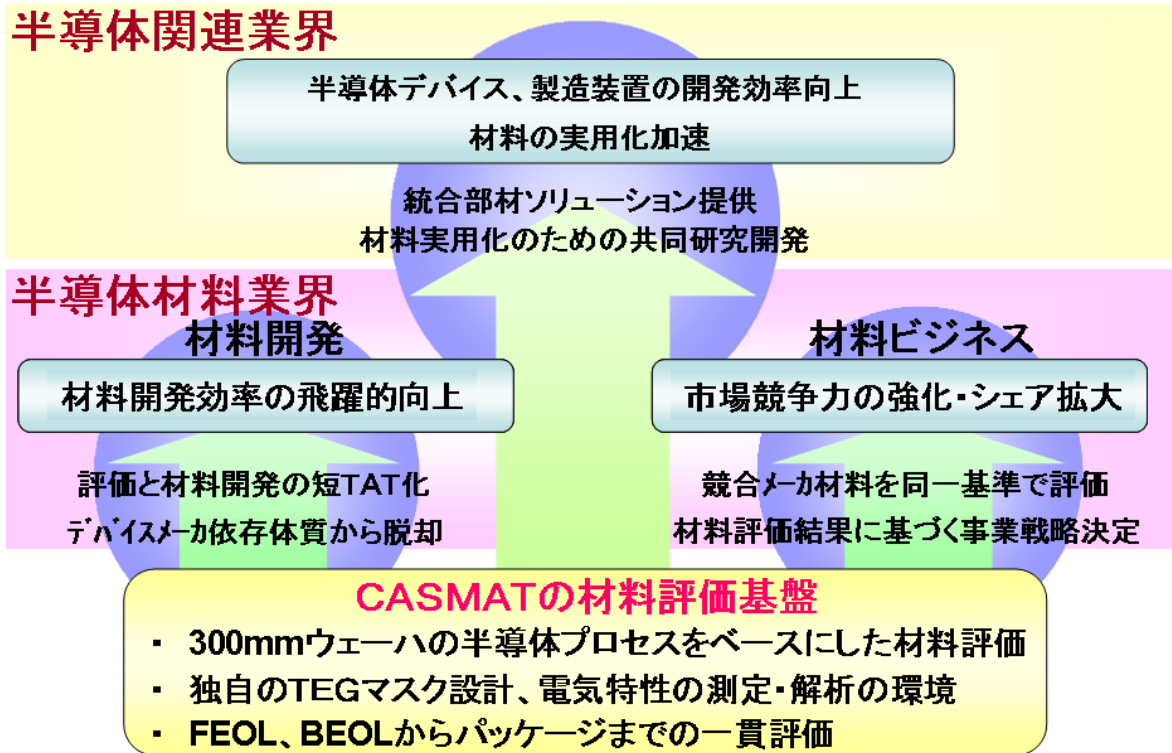 半導体関連業界
半導体デバイス、製造装置の開発効率向上
材料の実用化加速
統合部材ソリューション提供
材料実用化のための共同研究開発
半導体材料業界
材料開発
材料開発効率の飛躍的向上
評価と材料開発の短TAT化
ﾃﾞﾊﾞｲｽﾒｰｶ依存体質から脱却
材料ビジネス
市場競争力の強化・シェア拡大
競合ﾒｰｶ材料を同一基準で評価
材料評価結果に基づく事業戦略決定
CASMATの材料評価基盤
・ 300mmウェーハの半導体プロセスをベースにした材料評価
・ 独自のTEGマスク設計、電気特性の測定・解析の環境
・ FEOL、BEOLからパッケージまでの一貫評価